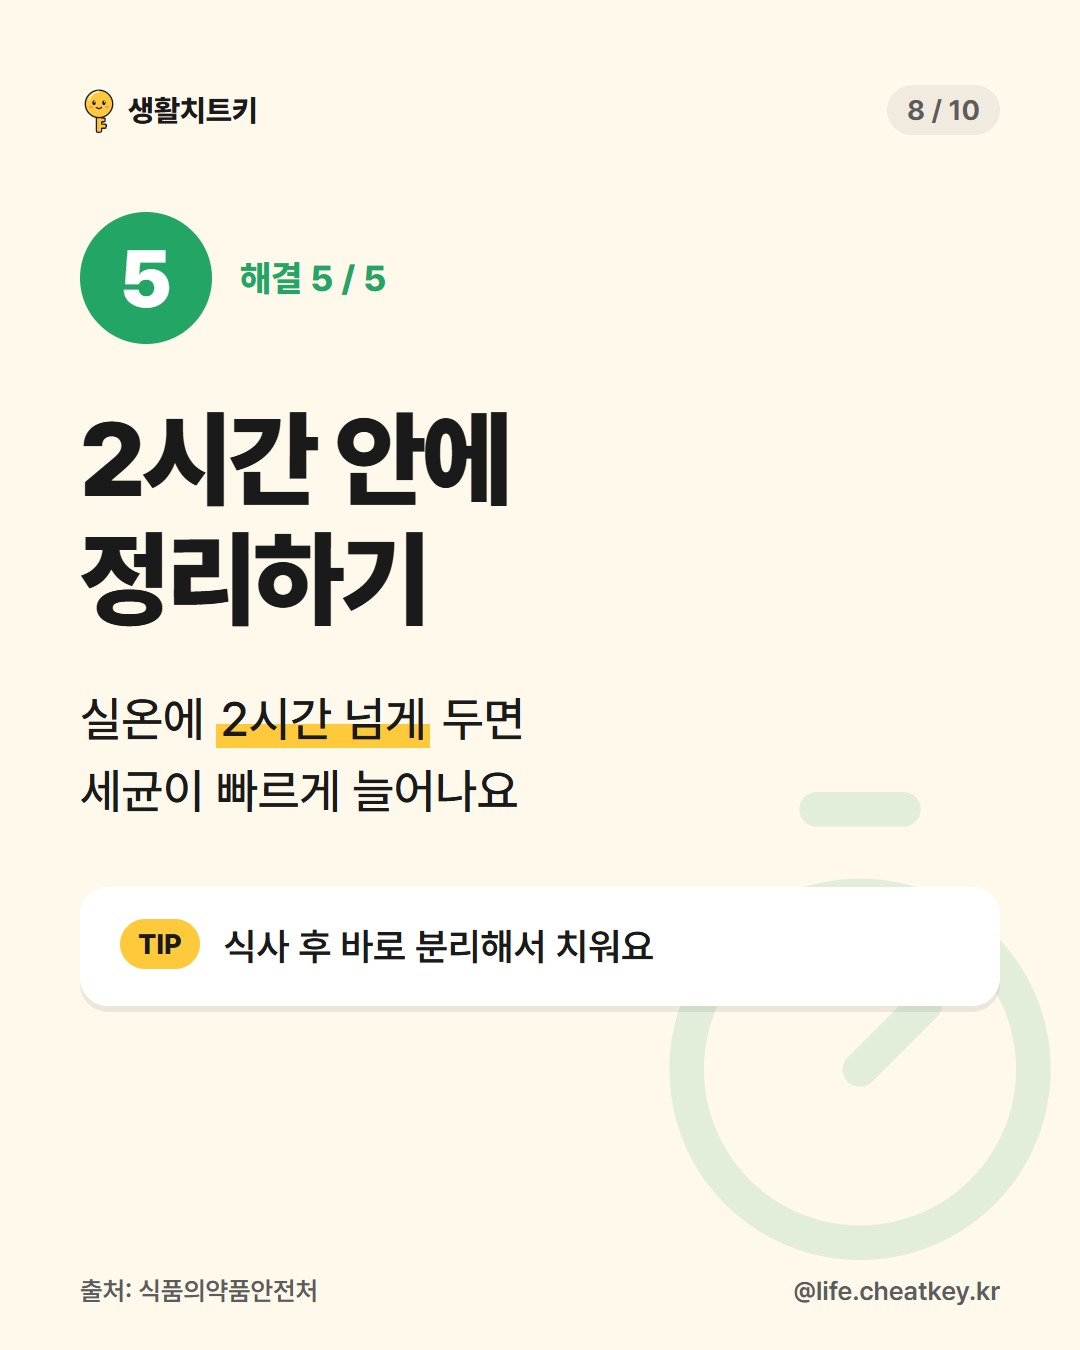 생활치트키
8 / 10
5
해결 5 / 5
2시간 안에
정리하기
실온에 2시간 넘게 두면
세균이 빠르게 늘어나요
TIP 식사 후 바로 분리해서 치워요
출처: 식품의약품안전처
@life.cheatkey.kr